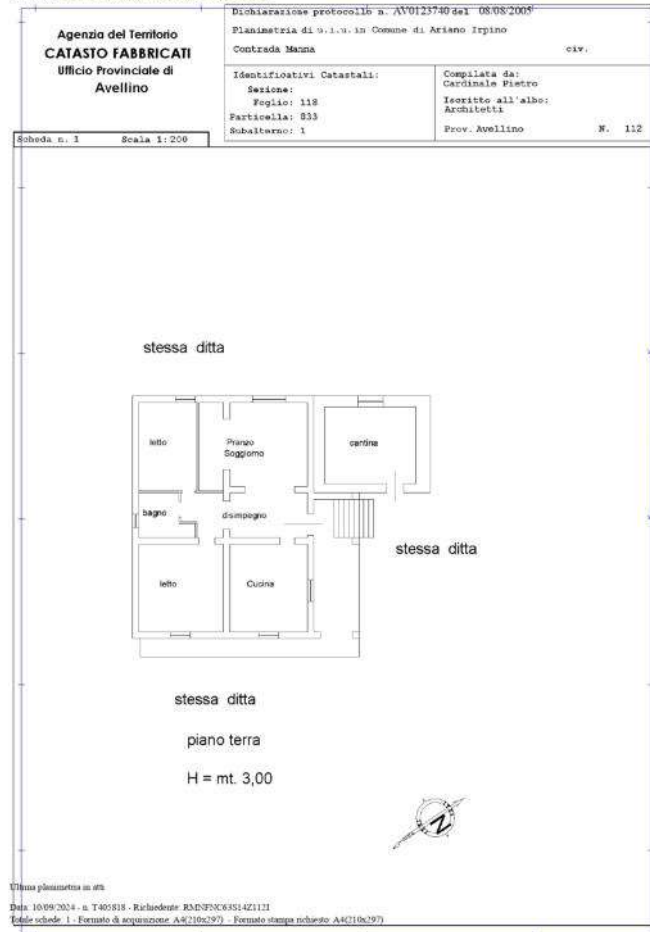 Agenzia del Territorio
CATASTO FABBRICATI
Ufficio Provinciale di
Avellino
Dichiarazione protocollo n. AV0123740 del 08/08/2005
Planimetria di u.i.u. in Comune di Ariano Irpino
Contrada Manna civ.
Identificativi Catastali:
Sezione:
Foglio: 118
Particella: 833
Subalterno: 1
Compilata da:
Cardinale Pietro
Iscritto all'albo:
Architetti
Prov. Avellino N. 112
Scheda n. 1 Scala 1:200
stessa ditta
letto
Pranzo
Soggiorno
cantina
bagno
disimpegno
stessa ditta
letto
Cucina
stessa ditta
piano terra
H = mt. 3,00
N
Ultima planimetria in atti
Data: 10/09/2024 - n. T405818 - Richiedente:
Totale schede: 1 - Formato di acquisizione: A4(210x297) - Formato stampa richiesto: A4(210x297)